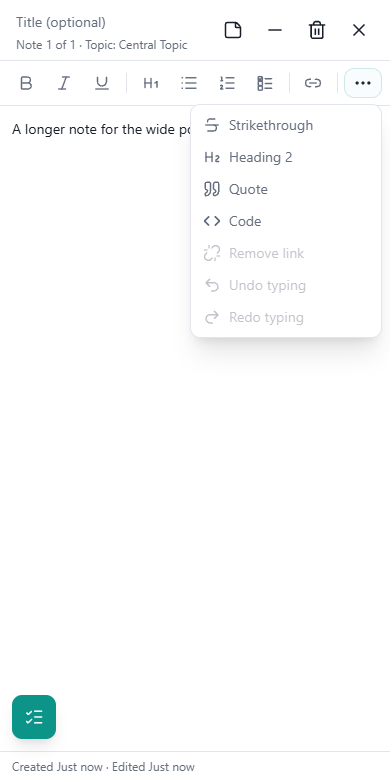 Title (optional)
Note 1 of 1 · Topic: Central Topic
B I U H1
A longer note for the wide
Strikethrough
H2 Heading 2
Quote
Code
Remove link
Undo typing
Redo typing
Created Just now · Edited Just now